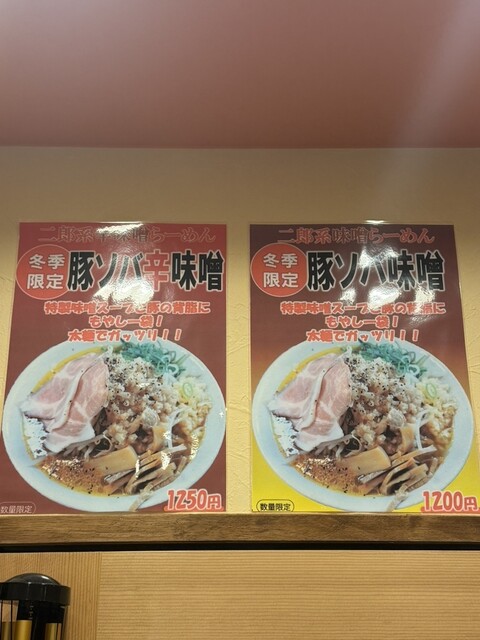 二郎系辛味噌らーめん
冬季
限定
豚ソバ辛味噌
特製味噌スープと豚の背脂に
もやし一袋!
太麺でガッツリ!!
数量限定
1250円
二郎系味噌らーめん
冬季
限定
豚ソバ味噌
特製味噌スープと豚の背脂に
もやし一袋!
太麺でガッツリ!!
数量限定
1200円